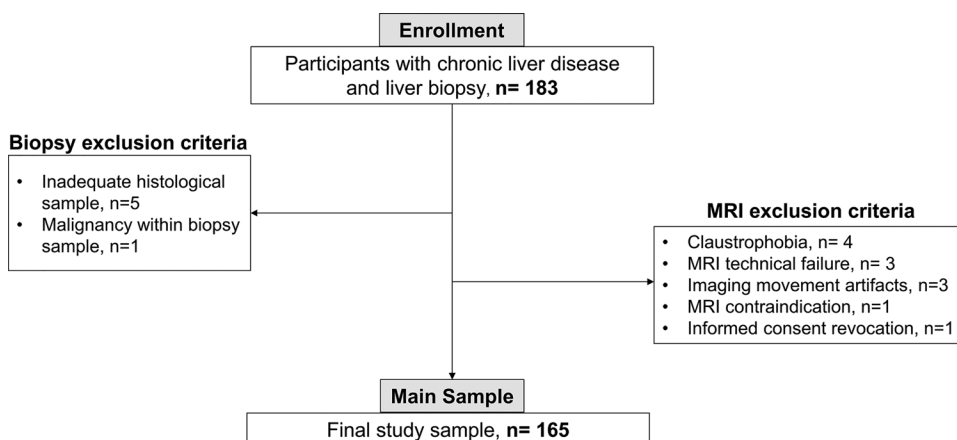 Enrollment
Participants with chronic liver disease
and liver biopsy, n= 183
Biopsy exclusion criteria
• Inadequate histological
sample, n=5
• Malignancy within biopsy
sample, n=1
MRI exclusion criteria
• Claustrophobia, n= 4
• MRI technical failure, n= 3
• Imaging movement artifacts, n=3
• MRI contraindication, n=1
• Informed consent revocation, n=1
Main Sample
Final study sample, n= 165